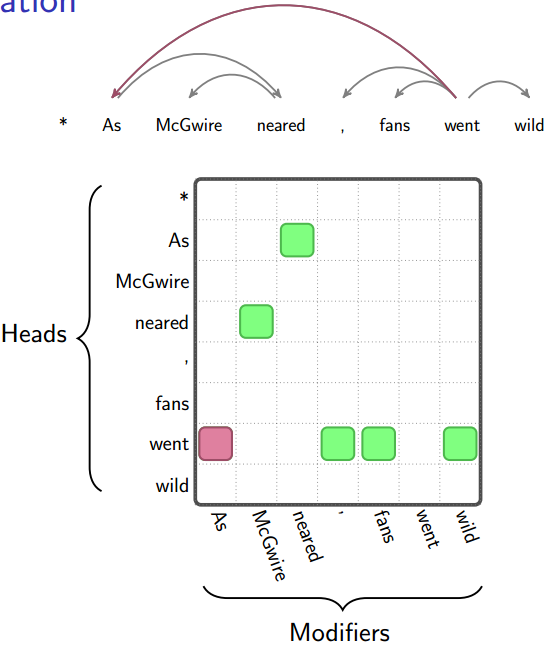 ation
* As McGwire neared , fans went wild
*
As
McGwire
Heads
neared
,
fans
went
wild
As McGwire neared , fans went wild
Modifiers